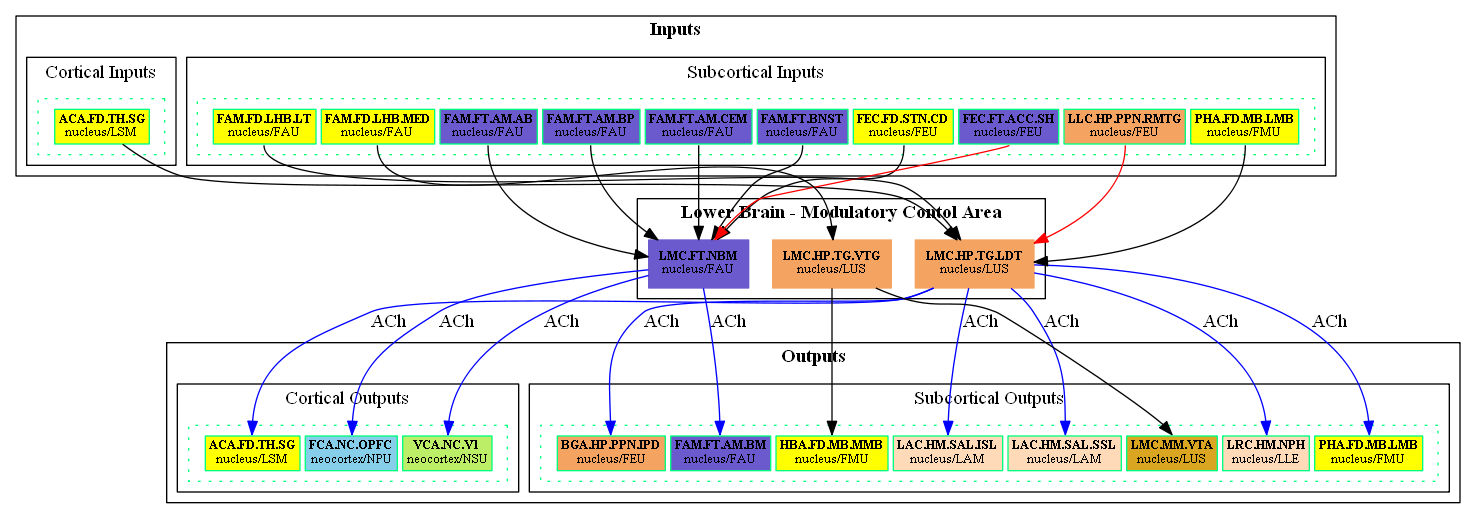 Inputs
Cortical Inputs
Subcortical Inputs
ACA.FD.TH.SG
nucleus/LSM
FAM.FD.LHB.LT
nucleus/FAU
FAM.FD.LHB.MED
nucleus/FAU
FAM.FT.AM.AB
nucleus/FAU
FAM.FT.AM.BP
nucleus/FAU
FAM.FT.AM.CEM
nucleus/FAU
FAM.FT.BNST
nucleus/FAU
FEC.FD.STN.CD
nucleus/FEU
FEC.FT.ACC.SH
nucleus/FEU
LLC.HP.PPN.RMTG
nucleus/FEU
PHA.FD.MB.LMB
nucleus/FMU
Lower Brain - Modulatory Contol Area
LMC.FT.NBM
nucleus/FAU
LMC.HP.TG.VTG
nucleus/LUS
LMC.HP.TG.LDT
nucleus/LUS
ACh
ACh
ACh
ACh
ACh
ACh
ACh
ACh
ACh
Outputs
Cortical Outputs
Subcortical Outputs
ACA.FD.TH.SG
nucleus/LSM
FCA.NC.OPFC
neocortex/NPU
VCA.NC.VI
neocortex/NSU
BGA.HP.PPN.IPD
nucleus/FEU
FAM.FT.AM.BM
nucleus/FAU
HBA.FD.MB.MMB
nucleus/FMU
LAC.HM.SAL.ISL
nucleus/LAM
LAC.HM.SAL.SSL
nucleus/LAM
LMC.MM.VTA
nucleus/LUS
LRC.HM.NPH
nucleus/LLE
PHA.FD.MB.LMB
nucleus/FMU